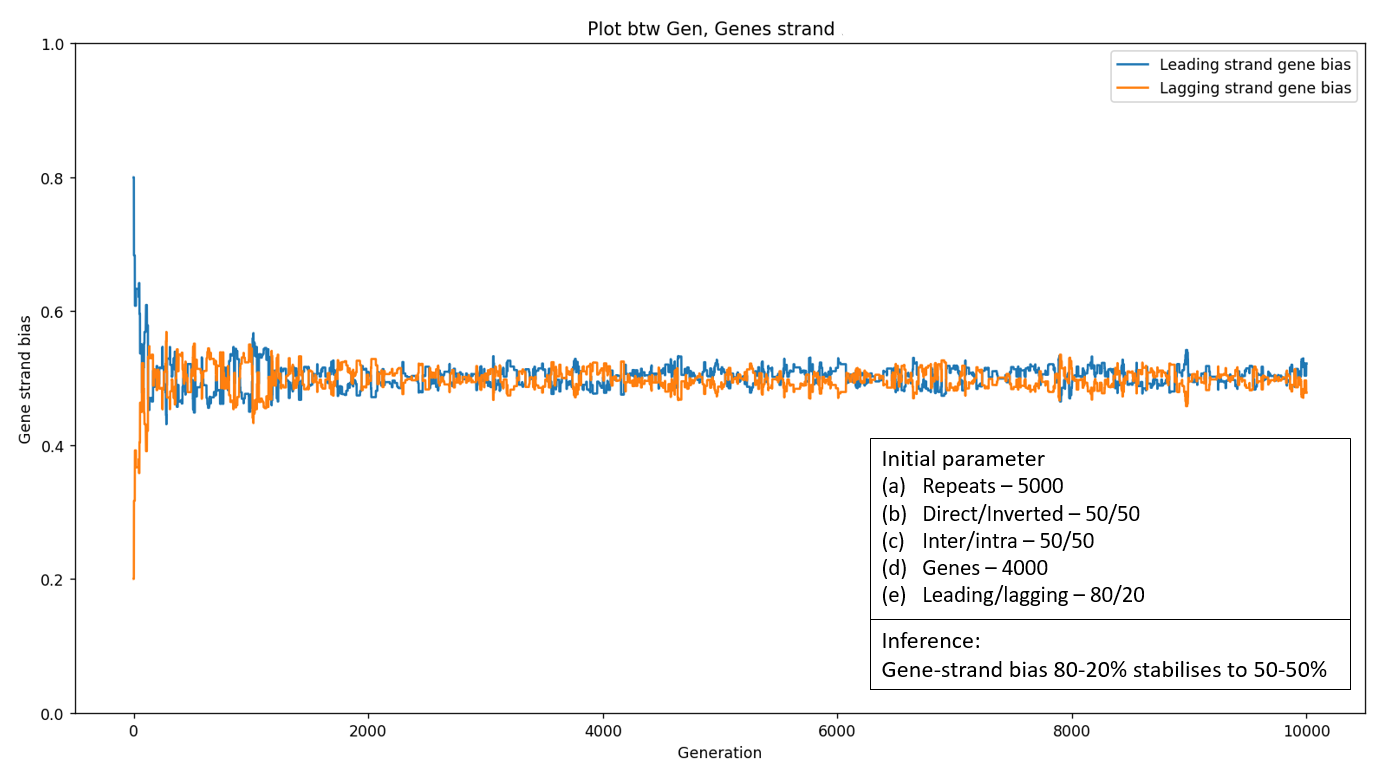 Plot btw Gen, Genes strand
1.0
0.8
0.6
0.4
0.2
0.0
Gene strand bias
Leading strand gene bias
Lagging strand gene bias
Initial parameter
(a) Repeats – 5000
(b) Direct/Inverted – 50/50
(c) Inter/intra – 50/50
(d) Genes – 4000
(e) Leading/lagging – 80/20
Inference:
Gene-strand bias 80-20% stabilises to 50-50%
0 2000 4000 6000 8000 10000
Generation